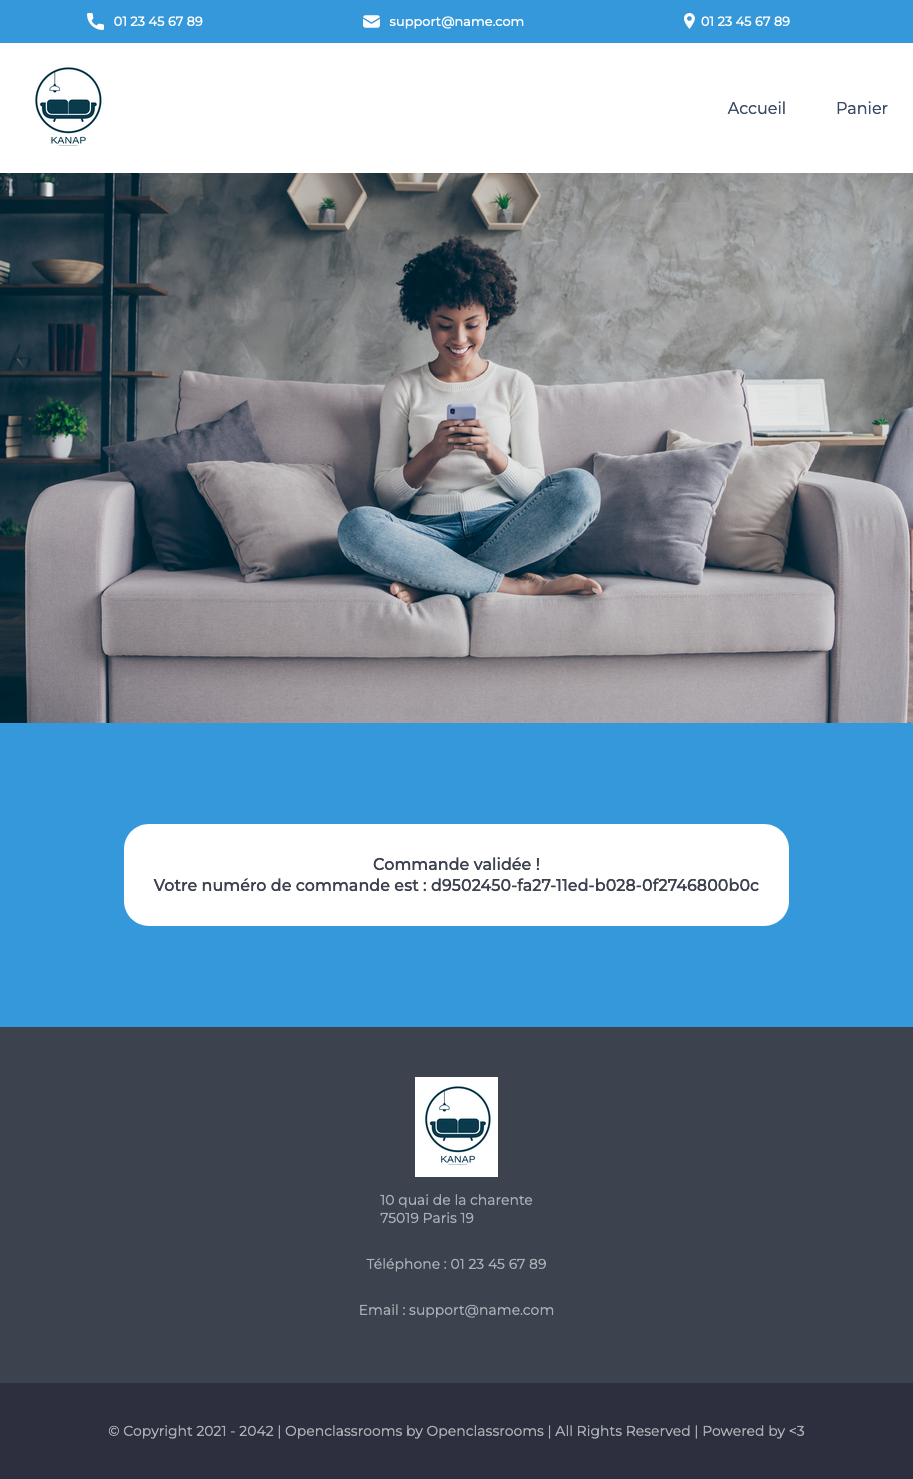 01 23 45 67 89
support@name.com
01 23 45 67 89
KANAP
Accueil
Panier
Commande validée !
Votre numéro de commande est : d9502450-fa27-11ed-b028-0f2746800b0c
KANAP
10 quai de la charente
75019 Paris 19
Téléphone : 01 23 45 67 89
Email : support@name.com
© Copyright 2021 - 2042 | Openclassrooms by Openclassrooms | All Rights Reserved | Powered by <3